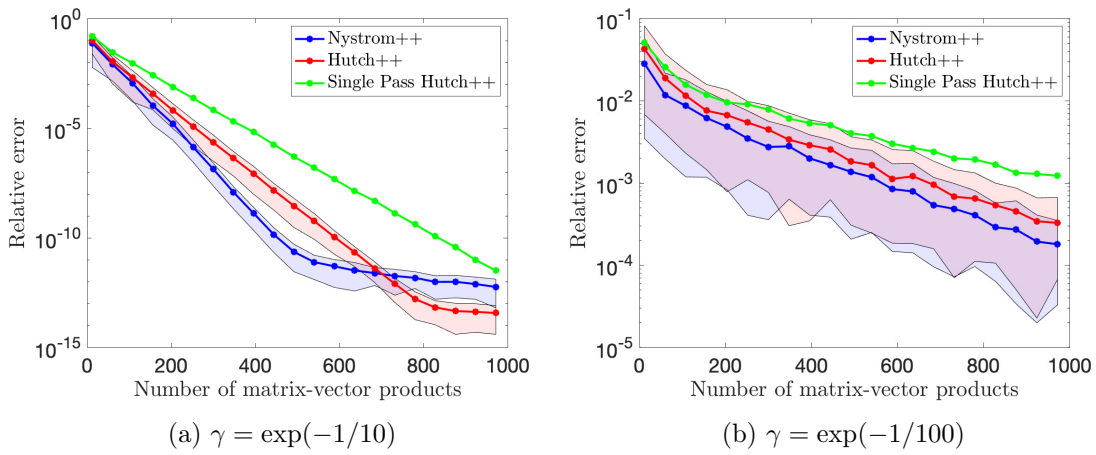 10^0
10^-5
10^-10
10^-15
Relative error
0
200
400
600
800
1000
Number of matrix-vector products
Nystrom++
Hutch++
Single Pass Hutch++
(a) γ = exp(−1/10)
10^-1
10^-2
10^-3
10^-4
10^-5
Relative error
0
200
400
600
800
1000
Number of matrix-vector products
Nystrom++
Hutch++
Single Pass Hutch++
(b) γ = exp(−1/100)